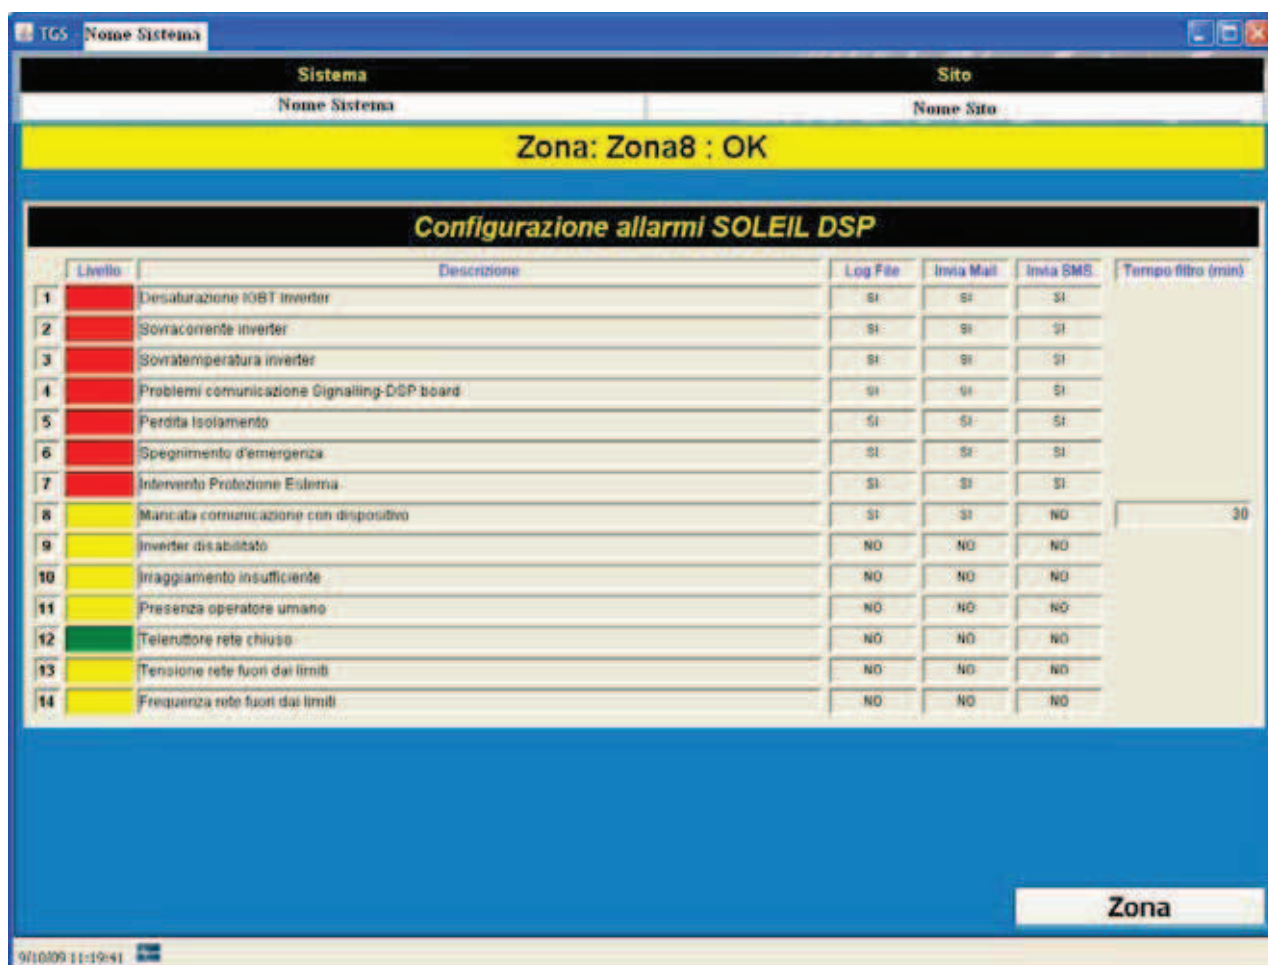 TGS - Nome Sistema
Sistema Sito
Nome Sistema Nome Sito
Zona: Zona8 : OK
Configurazione allarmi SOLEIL DSP
Livello Descrizione Log File Invia Mail Invia SMS Tempo filtro (min)
1 Desaturazione IGBT Inverter SI SI SI
2 Sovracorrente inverter SI SI SI
3 Sovratemperatura inverter SI SI SI
4 Problemi comunicazione Signalling-DSP board SI SI SI
5 Perdita Isolamento SI SI SI
6 Spegnimento d'emergenza SI SI SI
7 Intervento Protezione Esterna SI SI SI
8 Mancata comunicazione con dispositivo SI SI NO 30
9 Inverter disabilitato NO NO NO
10 Irraggiamento insufficiente NO NO NO
11 Presenza operatore umano NO NO NO
12 Teleruttore rete chiuso NO NO NO
13 Tensione rete fuori dai limiti NO NO NO
14 Frequenza rete fuori dai limiti NO NO NO
Zona
9/10/09 11:19:41